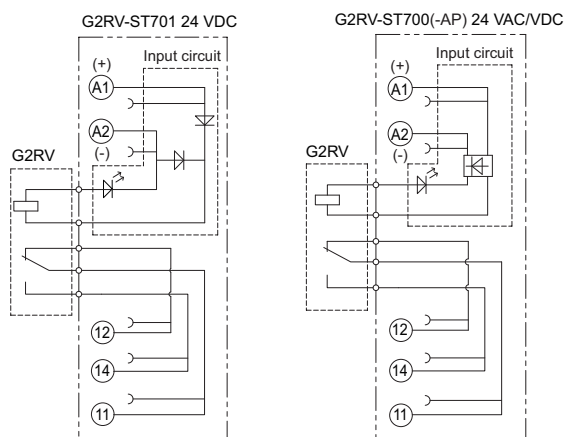 G2RV-ST701 24 VDC
Input circuit
(+)
A1
A2
(-)
G2RV
12
14
11
G2RV-ST700(-AP) 24 VAC/VDC
Input circuit
(+)
A1
A2
(-)
G2RV
12
14
11